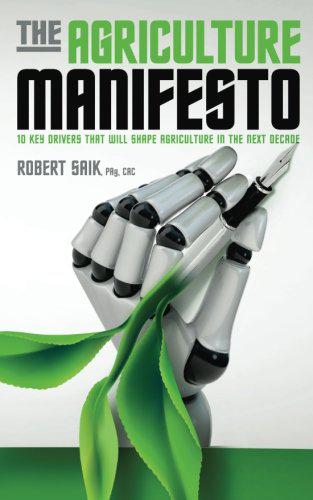 THE AGRICULTURE
MANIFESTO
10 KEY DRIVERS THAT WILL SHAPE AGRICULTURE IN THE NEXT DECADE
ROBERT SAIK, PAg, CAC